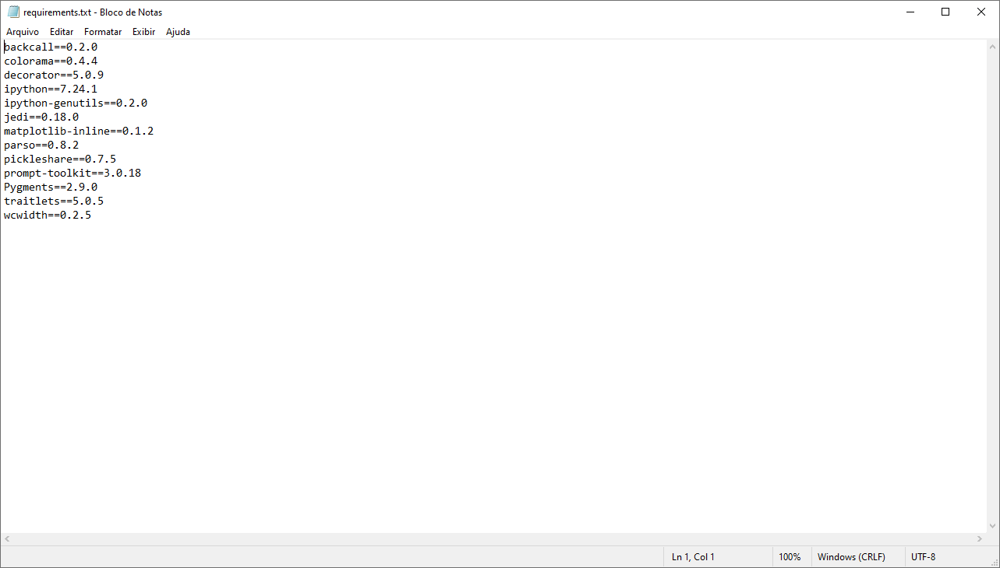 requirements.txt - Bloco de Notas
Arquivo Editar Formatar Exibir Ajuda
backcall==0.2.0
colorama==0.4.4
decorator==5.0.9
ipython==7.24.1
ipython-genutils==0.2.0
jedi==0.18.0
matplotlib-inline==0.1.2
parso==0.8.2
pickleshare==0.7.5
prompt-toolkit==3.0.18
Pygments==2.9.0
traitlets==5.0.5
wcwidth==0.2.5
Ln 1, Col 1 100% Windows (CRLF) UTF-8